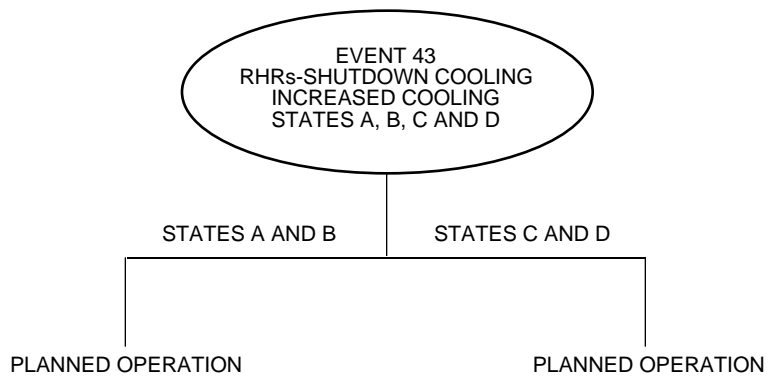 EVENT 43
RHRs-SHUTDOWN COOLING
INCREASED COOLING
STATES A, B, C AND D
STATES A AND B
STATES C AND D
PLANNED OPERATION
PLANNED OPERATION